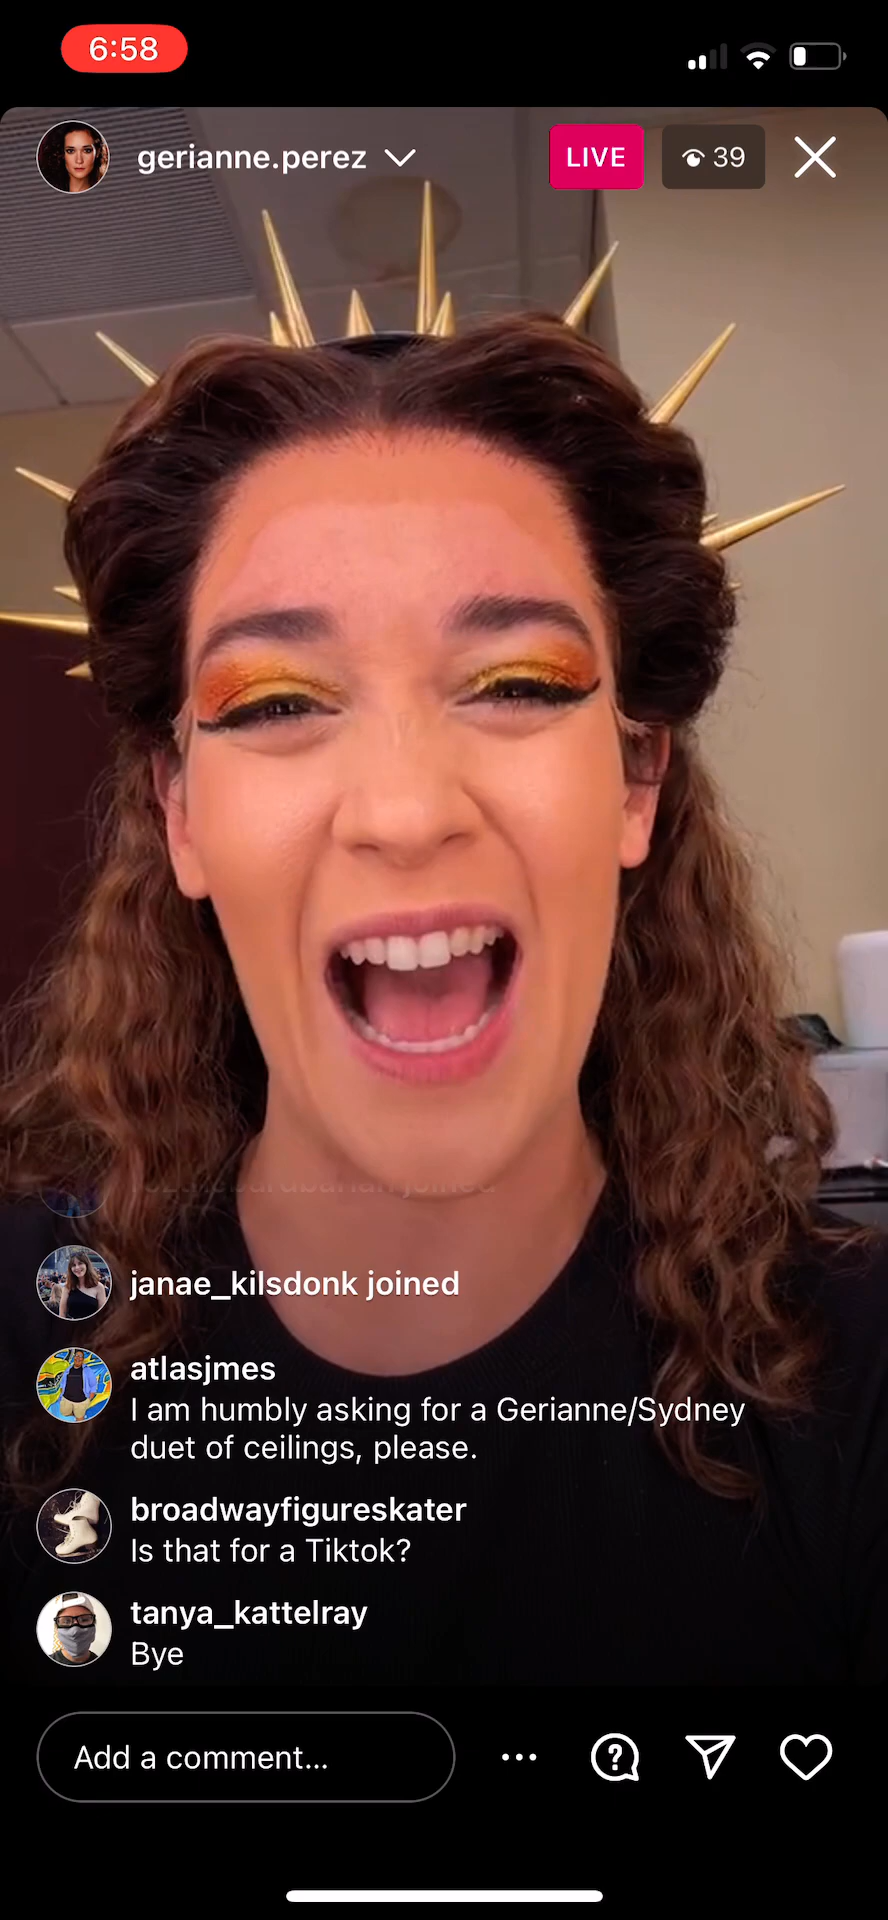 6:58
gerianne.perez
LIVE
39
joined
janae_kilsdonk joined
atlasjmes
I am humbly asking for a Gerianne/Sydney
duet of ceilings, please.
broadwayfigureskater
Is that for a Tiktok?
tanya_kattelray
Bye
Add a comment...